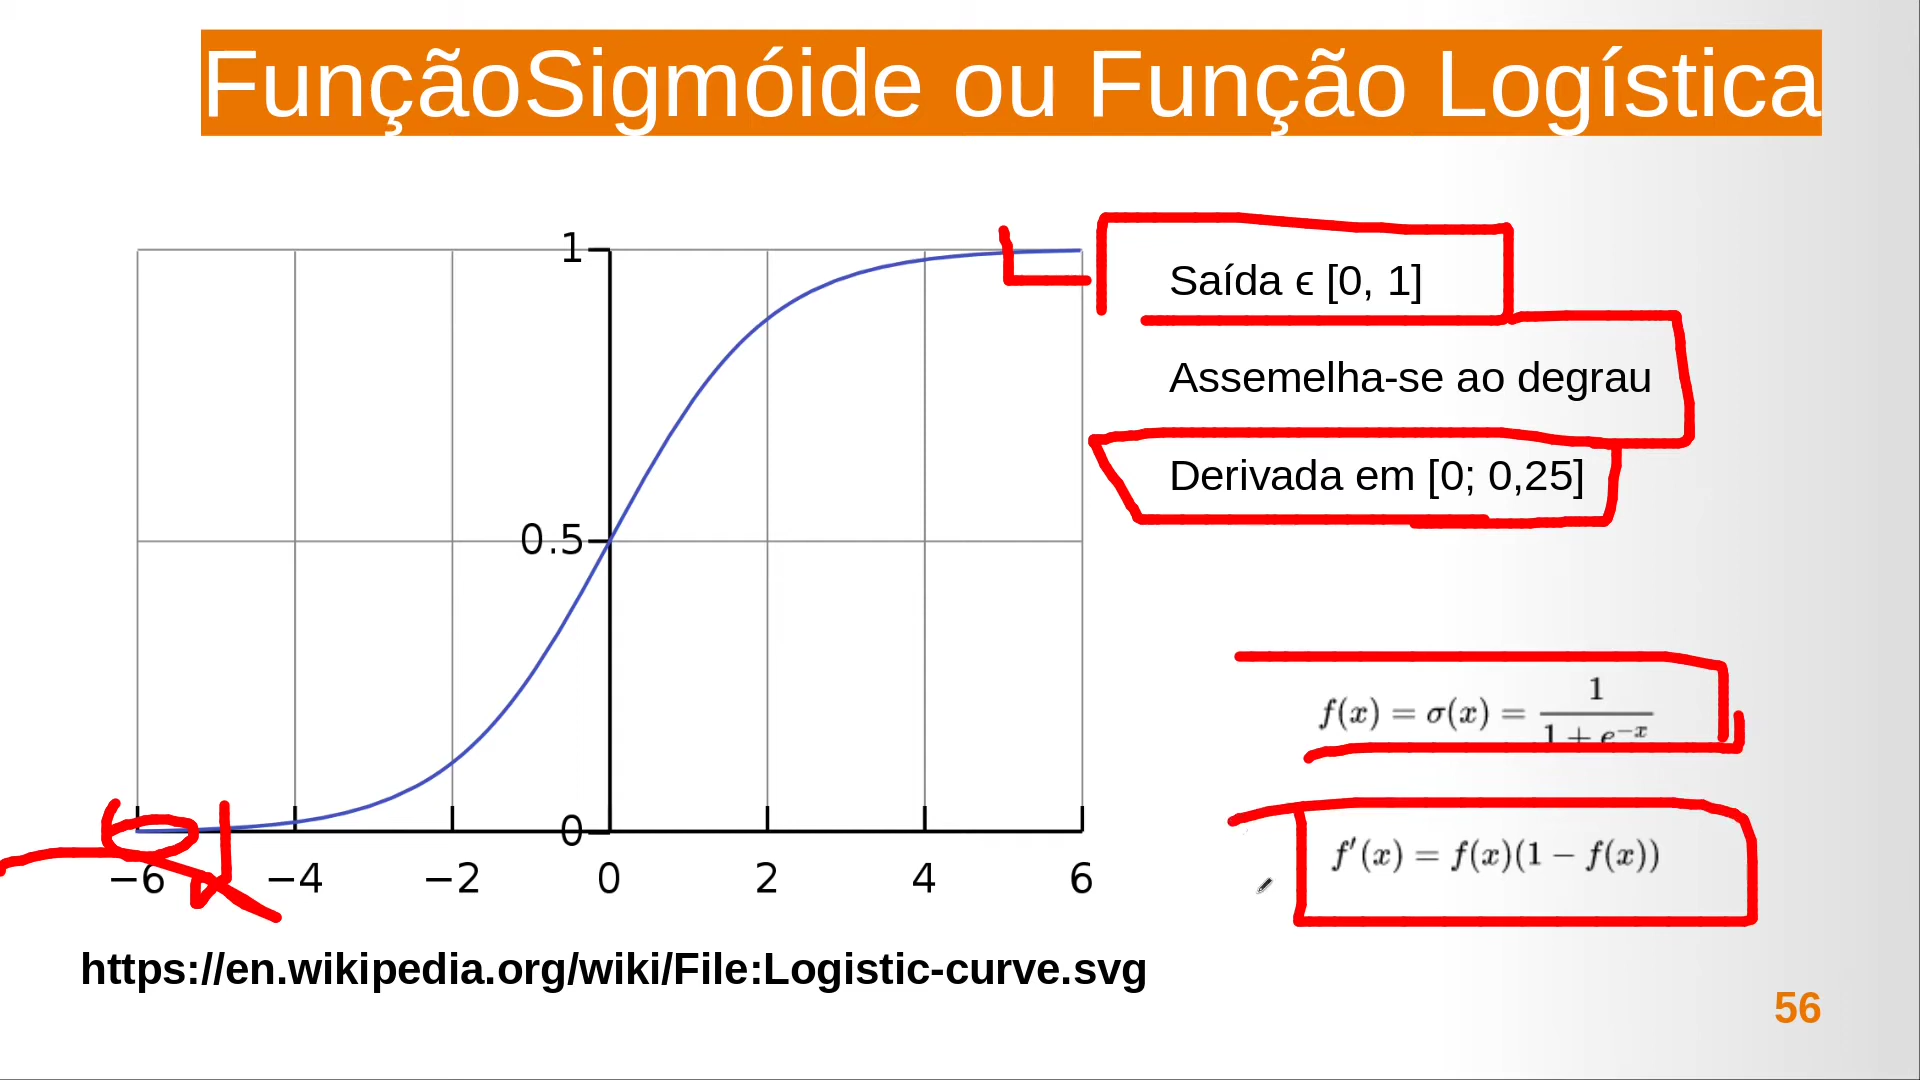 FunçãoSigmóide ou Função Logística
1
0.5
0
−6 −4 −2 0 2 4 6
Saída ϵ [0, 1]
Assemelha-se ao degrau
Derivada em [0; 0,25]
f(x) = σ(x) = 1 / (1 + e^{−x})
f′(x) = f(x)(1 − f(x))
https://en.wikipedia.org/wiki/File:Logistic-curve.svg
56